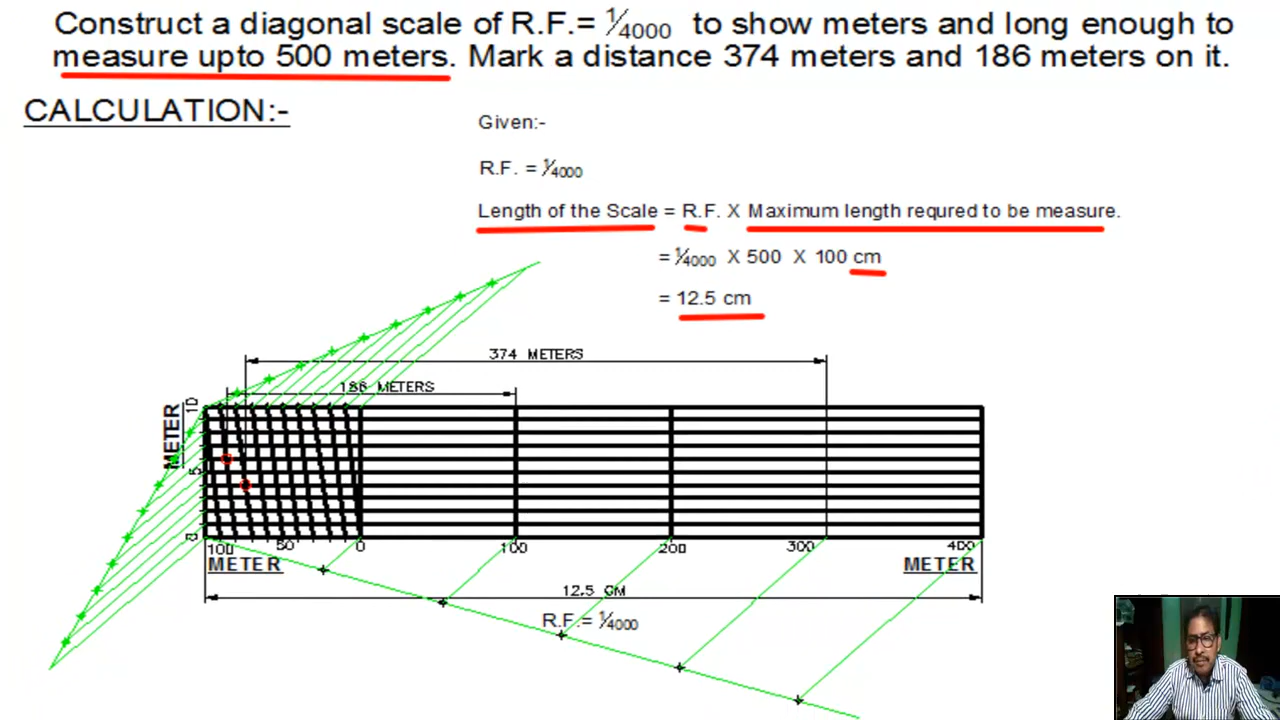 Construct a diagonal scale of R.F.= 1/4000 to show meters and long enough to
measure upto 500 meters. Mark a distance 374 meters and 186 meters on it.
CALCULATION:-
Given:-
R.F. = 1/4000
Length of the Scale = R.F. X Maximum length requred to be measure.
= 1/4000 X 500 X 100 cm
= 12.5 cm
374 METERS
186 METERS
10
METER
5
0
100 50 0 100 200 300 400
METER METER
12.5 CM
R.F.= 1/4000